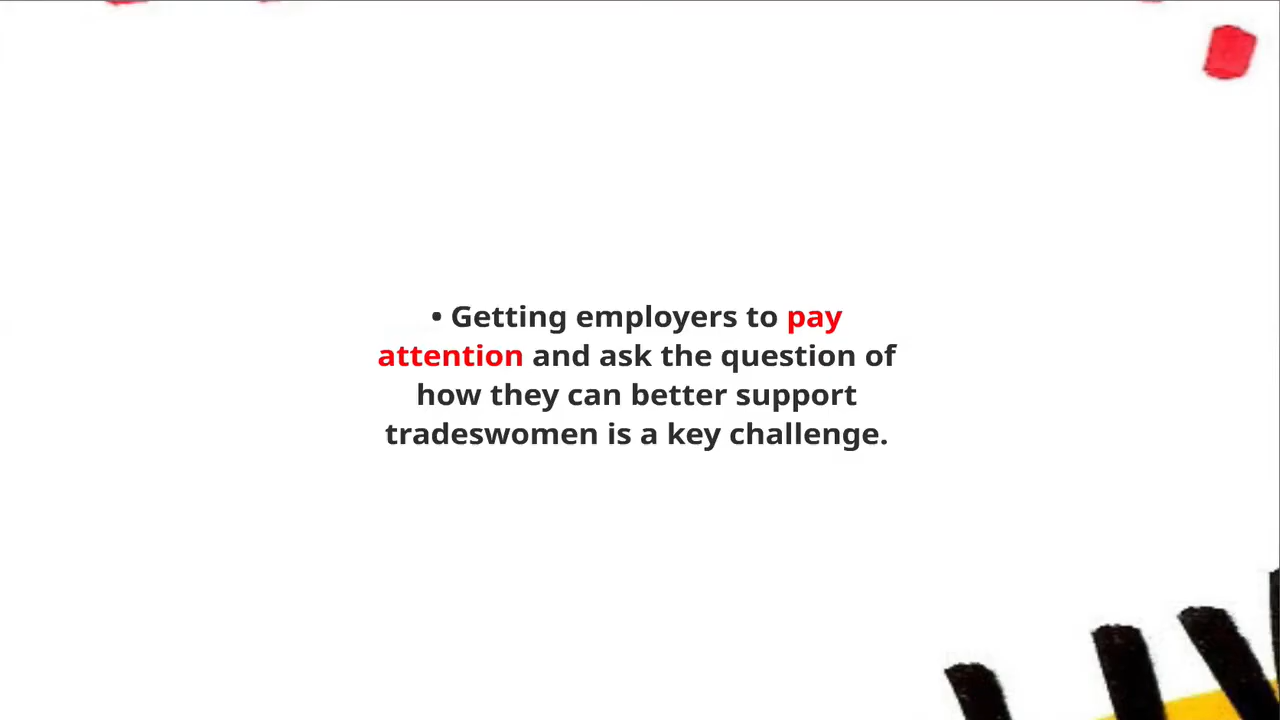 • Getting employers to pay
attention and ask the question of
how they can better support
tradeswomen is a key challenge.